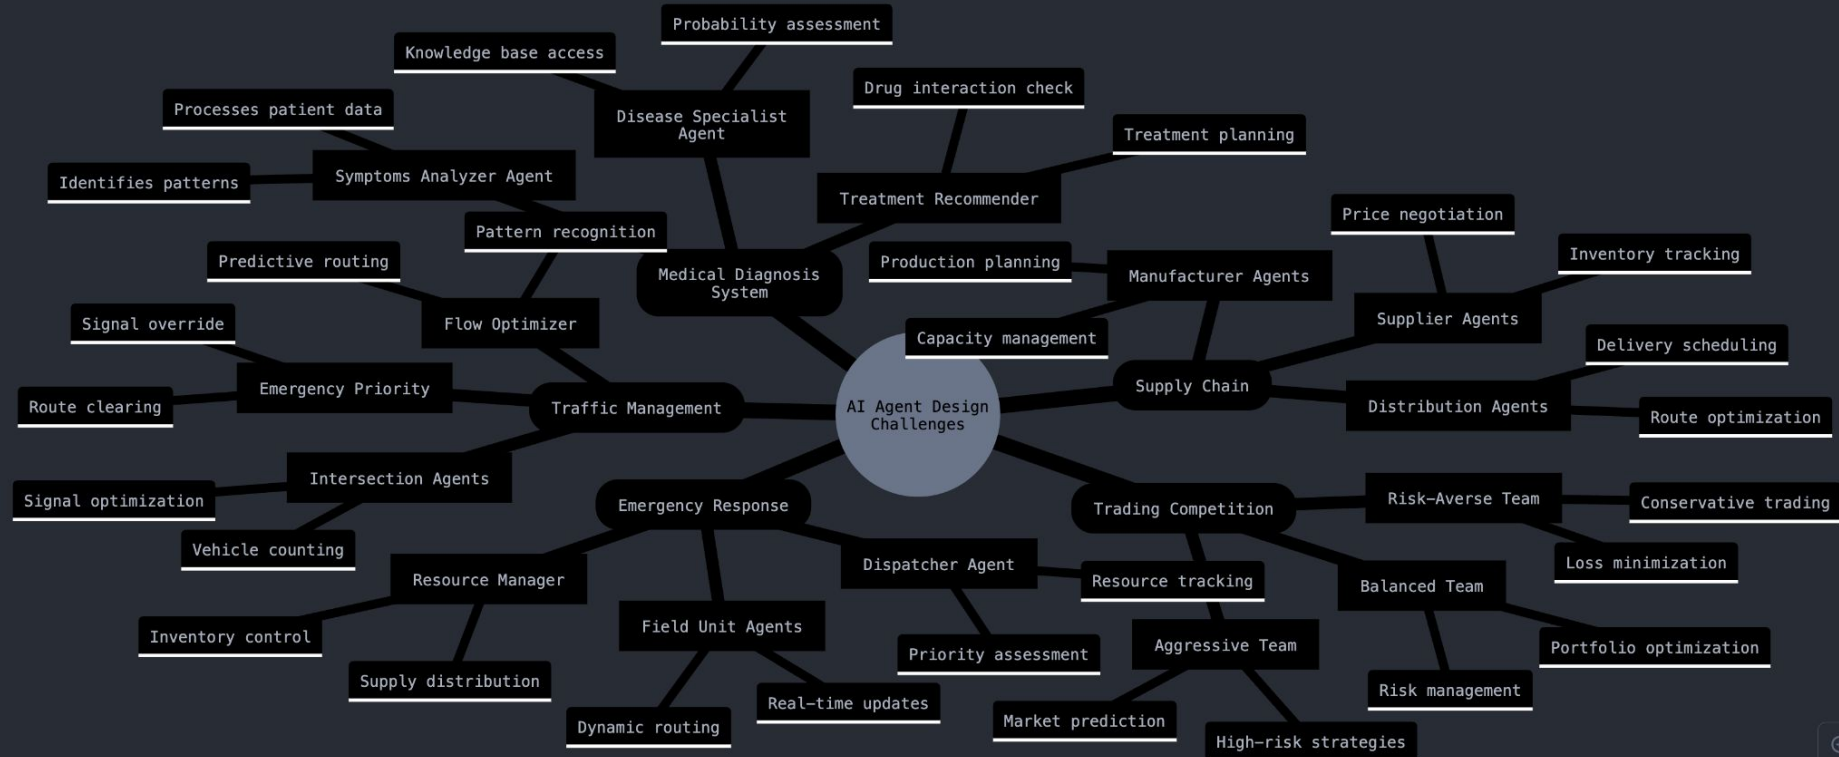 Probability assessment
Knowledge base access
Drug interaction check
Processes patient data
Disease Specialist
Agent
Treatment planning
Identifies patterns
Symptoms Analyzer Agent
Treatment Recommender
Price negotiation
Pattern recognition
Inventory tracking
Predictive routing
Production planning
Manufacturer Agents
Medical Diagnosis
System
Signal override
Flow Optimizer
Supplier Agents
Capacity management
Delivery scheduling
Emergency Priority
Supply Chain
Route clearing
Traffic Management
AI Agent Design
Challenges
Distribution Agents
Route optimization
Intersection Agents
Signal optimization
Emergency Response
Trading Competition
Risk-Averse Team
Conservative trading
Vehicle counting
Dispatcher Agent
Loss minimization
Resource Manager
Resource tracking
Balanced Team
Inventory control
Field Unit Agents
Aggressive Team
Portfolio optimization
Priority assessment
Supply distribution
Real-time updates
Risk management
Dynamic routing
Market prediction
High-risk strategies